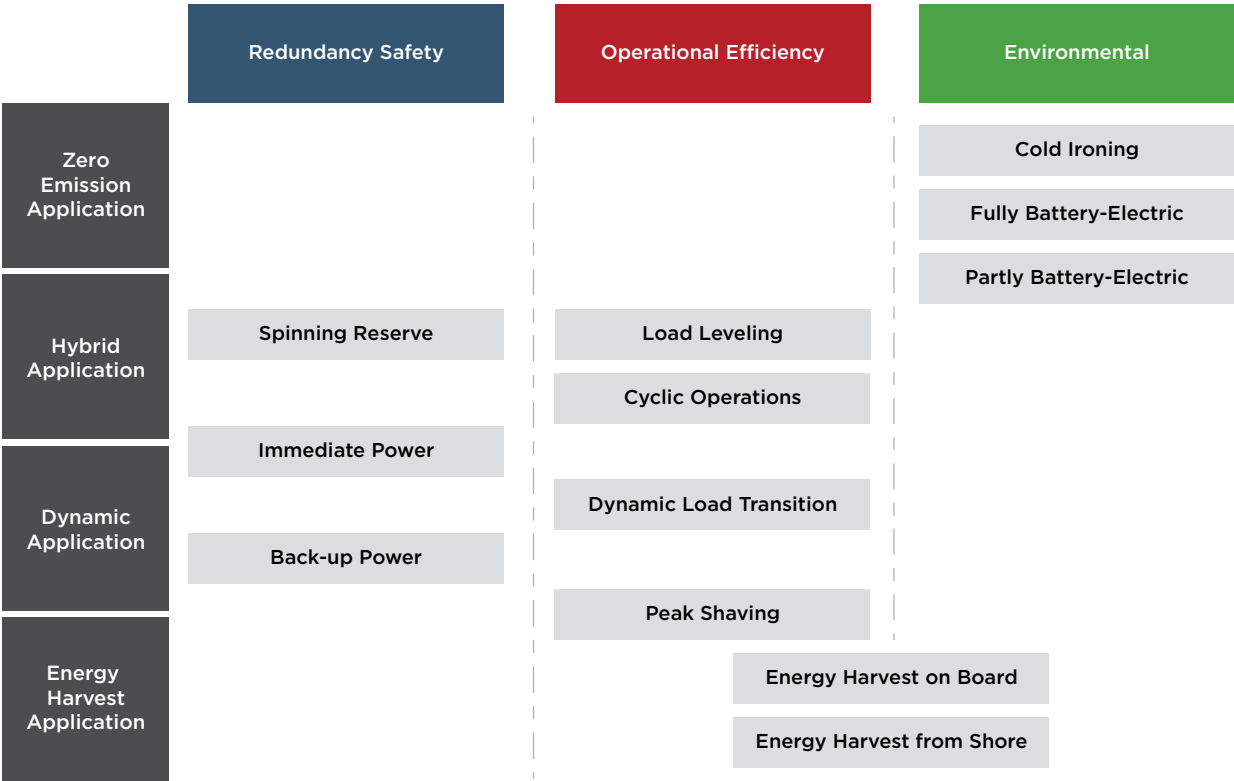 Redundancy Safety
Operational Efficiency
Environmental
Zero
Emission
Application
Cold Ironing
Fully Battery-Electric
Partly Battery-Electric
Hybrid
Application
Spinning Reserve
Load Leveling
Cyclic Operations
Immediate Power
Dynamic
Application
Dynamic Load Transition
Back-up Power
Peak Shaving
Energy
Harvest
Application
Energy Harvest on Board
Energy Harvest from Shore